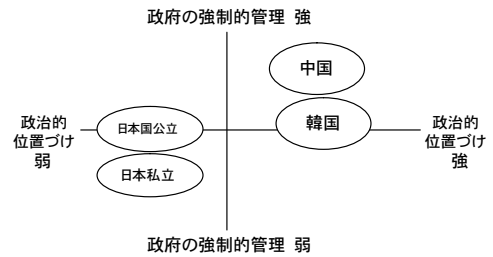 政府の強制的管理 強
中国
韓国
政治的
位置づけ
弱
日本国公立
政治的
位置づけ
強
日本私立
政府の強制的管理 弱